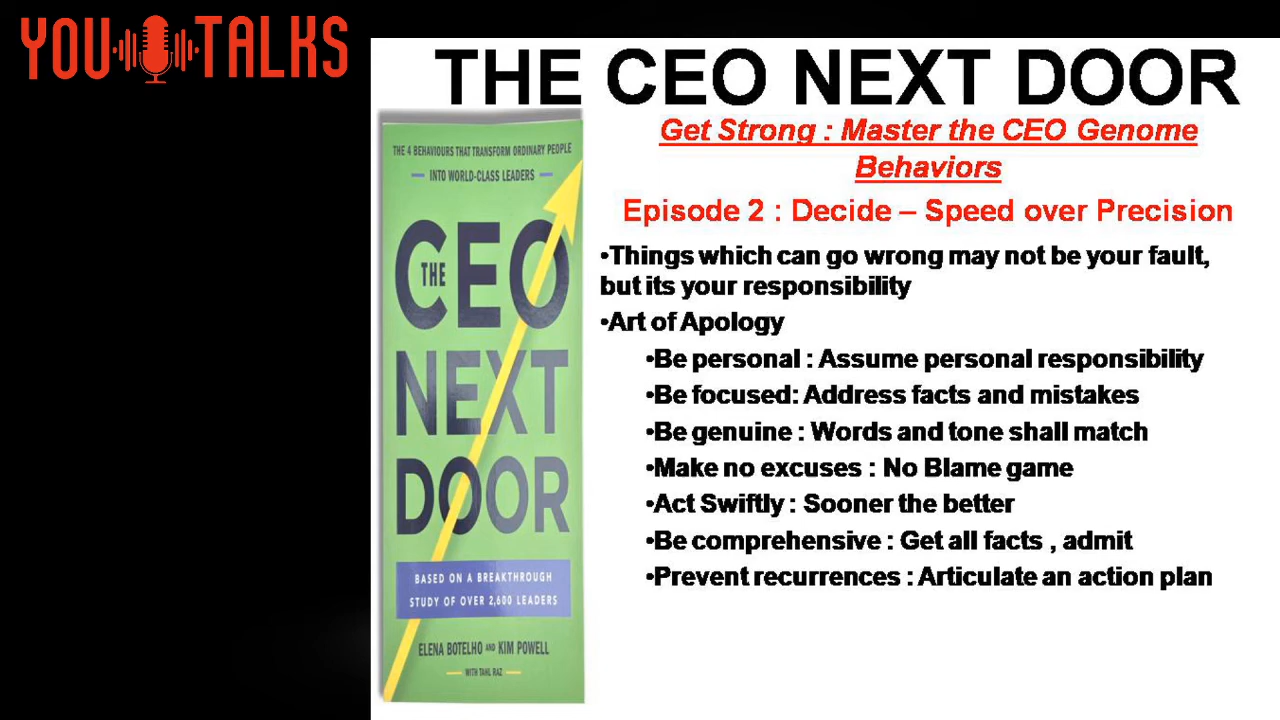 YOU TALKS
THE CEO NEXT DOOR
Get Strong : Master the CEO Genome
Behaviors
Episode 2 : Decide – Speed over Precision
•Things which can go wrong may not be your fault,
but its your responsibility
•Art of Apology
•Be personal : Assume personal responsibility
•Be focused: Address facts and mistakes
•Be genuine : Words and tone shall match
•Make no excuses : No Blame game
•Act Swiftly : Sooner the better
•Be comprehensive : Get all facts , admit
•Prevent recurrences : Articulate an action plan
THE 4 BEHAVIOURS THAT TRANSFORM ORDINARY PEOPLE
INTO WORLD-CLASS LEADERS
THE
CEO
NEXT
DOOR
BASED ON A BREAKTHROUGH
STUDY OF OVER 2,600 LEADERS
ELENA BOTELHO AND KIM POWELL
WITH TAHL RAZ